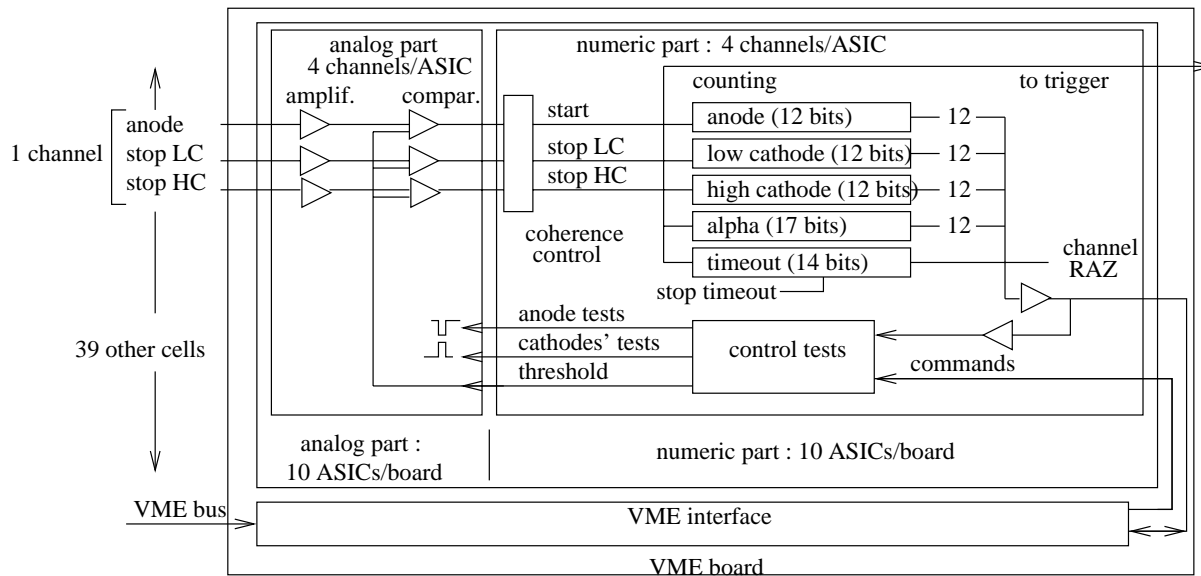 analog part
4 channels/ASIC
numeric part : 4 channels/ASIC
amplif.
compar.
counting
to trigger
1 channel
anode
stop LC
stop HC
start
stop LC
stop HC
anode (12 bits)
12
low cathode (12 bits)
12
high cathode (12 bits)
12
alpha (17 bits)
12
timeout (14 bits)
coherence
control
channel
RAZ
stop timeout
anode tests
cathodes' tests
threshold
control tests
commands
39 other cells
analog part :
10 ASICs/board
numeric part : 10 ASICs/board
VME bus
VME interface
VME board